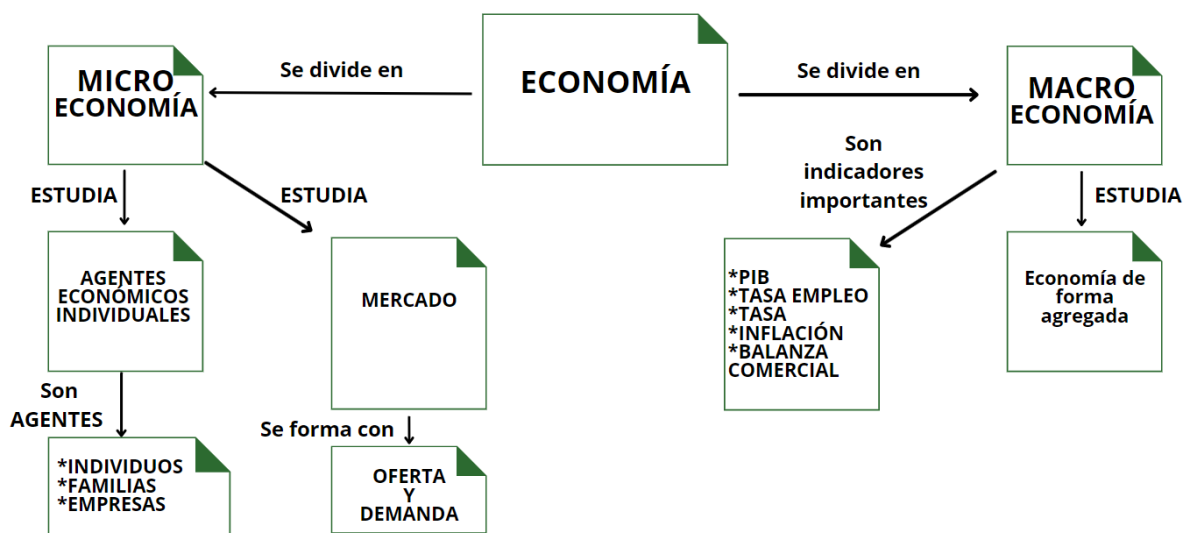 ECONOMÍA
Se divide en
MICRO
ECONOMÍA
Se divide en
MACRO
ECONOMÍA
ESTUDIA
ESTUDIA
Son
indicadores
importantes
ESTUDIA
AGENTES
ECONÓMICOS
INDIVIDUALES
MERCADO
*PIB
*TASA EMPLEO
*TASA
*INFLACIÓN
*BALANZA
COMERCIAL
Economía de
forma
agregada
Son
AGENTES
Se forma con
*INDIVIDUOS
*FAMILIAS
*EMPRESAS
OFERTA
Y
DEMANDA